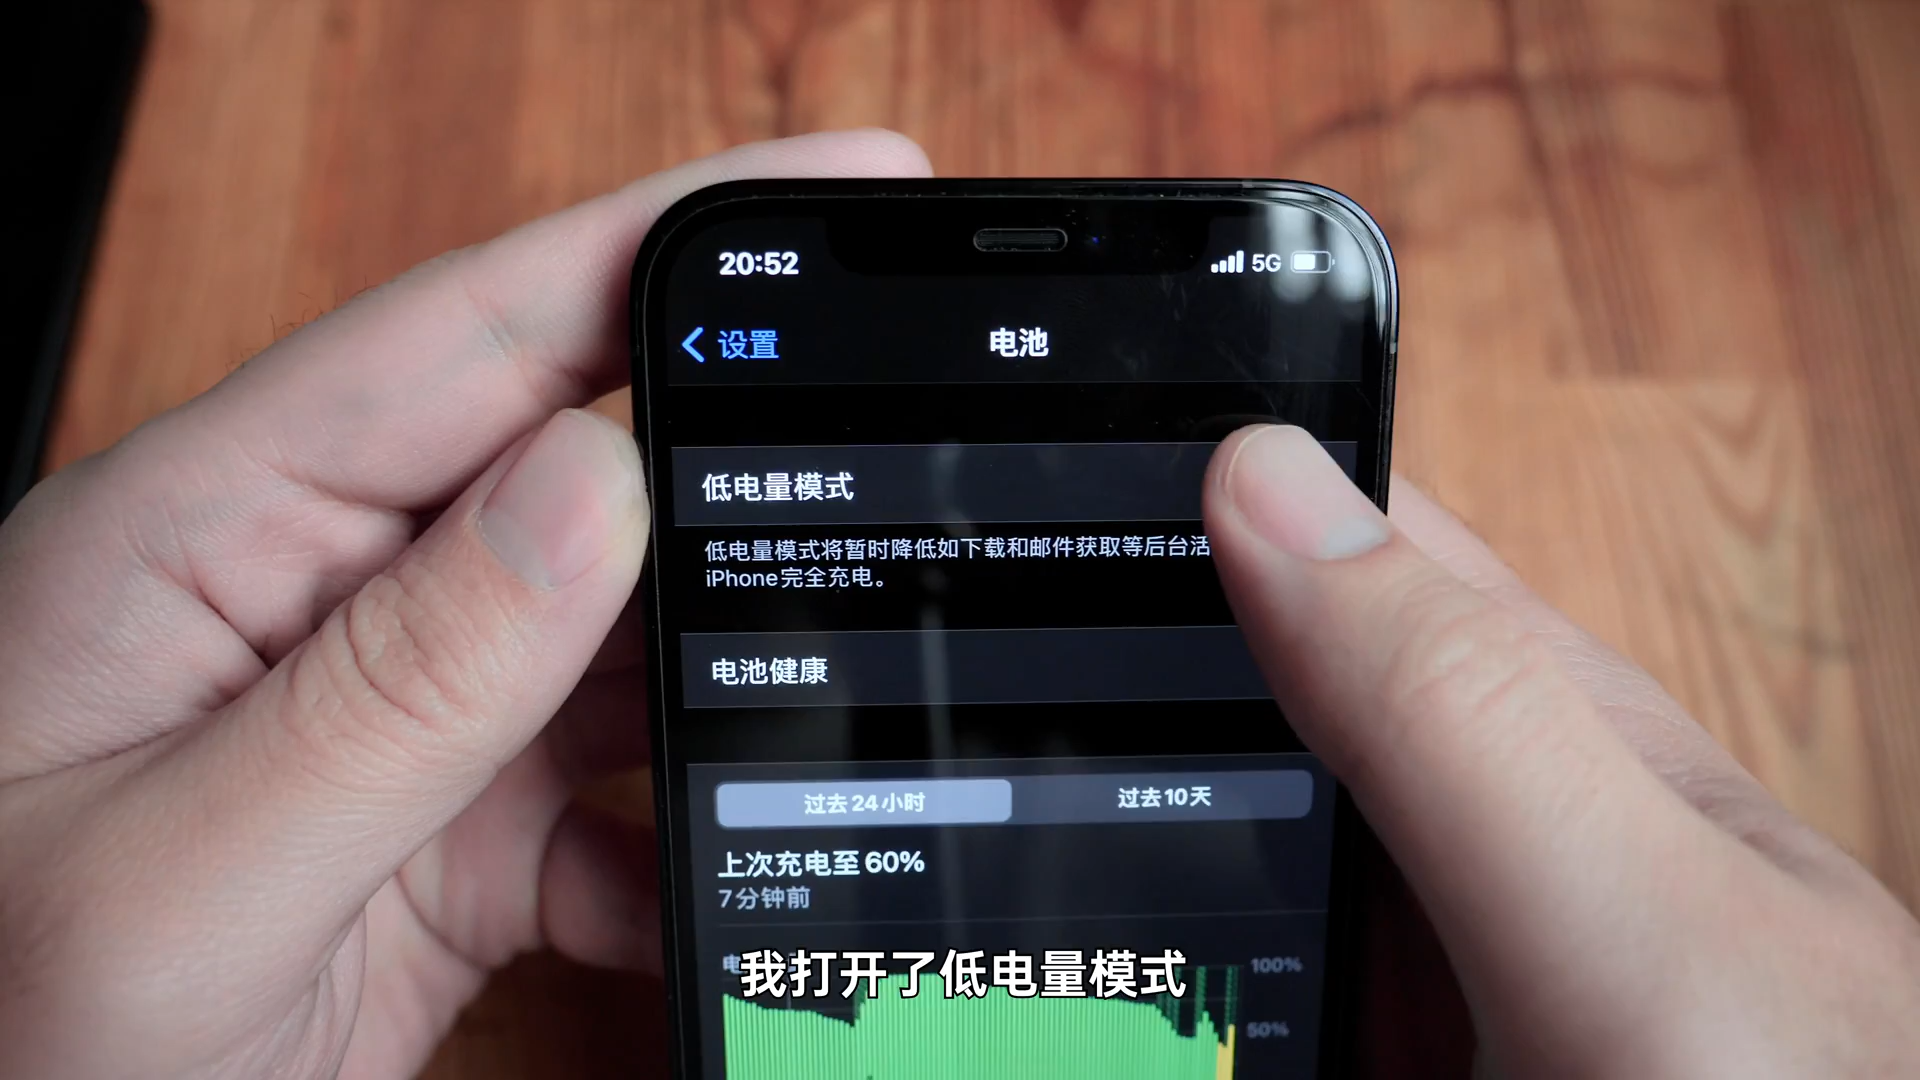 20:52
5G
设置
电池
低电量模式
低电量模式将暂时降低如下载和邮件获取等后台活
iPhone完全充电。
电池健康
过去24小时
过去10天
上次充电至60%
7分钟前
电
100%
我打开了低电量模式
50%